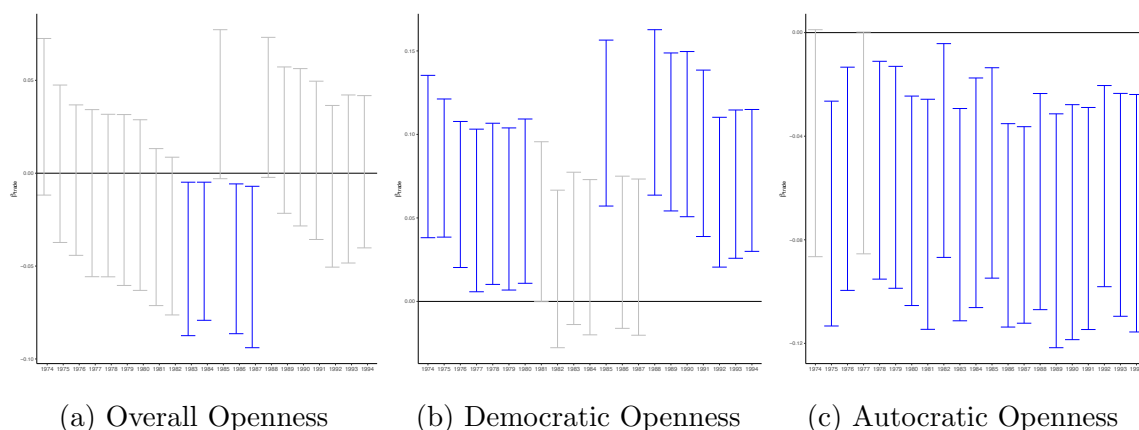 0.05
0.00
−0.05
−0.10
βtrade
1974 1975 1976 1977 1978 1979 1980 1981 1982 1983 1984 1985 1986 1987 1988 1989 1990 1991 1992 1993 1994
(a) Overall Openness
0.15
0.10
0.05
0.00
βtrade
1974 1975 1976 1977 1978 1979 1980 1981 1982 1983 1984 1985 1986 1987 1988 1989 1990 1991 1992 1993 1994
(b) Democratic Openness
0.00
−0.04
−0.08
−0.12
βtrade
1974 1975 1976 1977 1978 1979 1980 1981 1982 1983 1984 1985 1986 1987 1988 1989 1990 1991 1992 1993 199
(c) Autocratic Openness